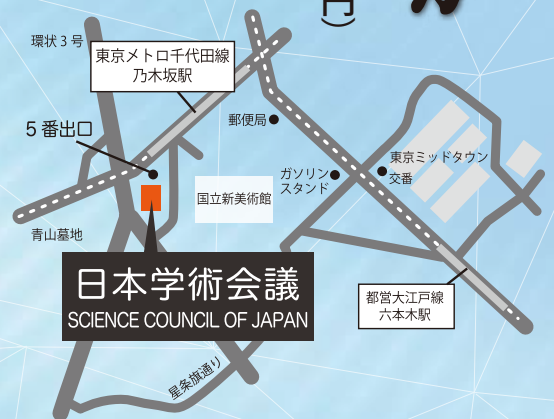 円)
環状3号
東京メトロ千代田線
乃木坂駅
5番出口
郵便局
ガソリン
スタンド
東京ミッドタウン
交番
国立新美術館
青山墓地
日本学術会議
SCIENCE COUNCIL OF JAPAN
都営大江戸線
六本木駅
星条旗通り